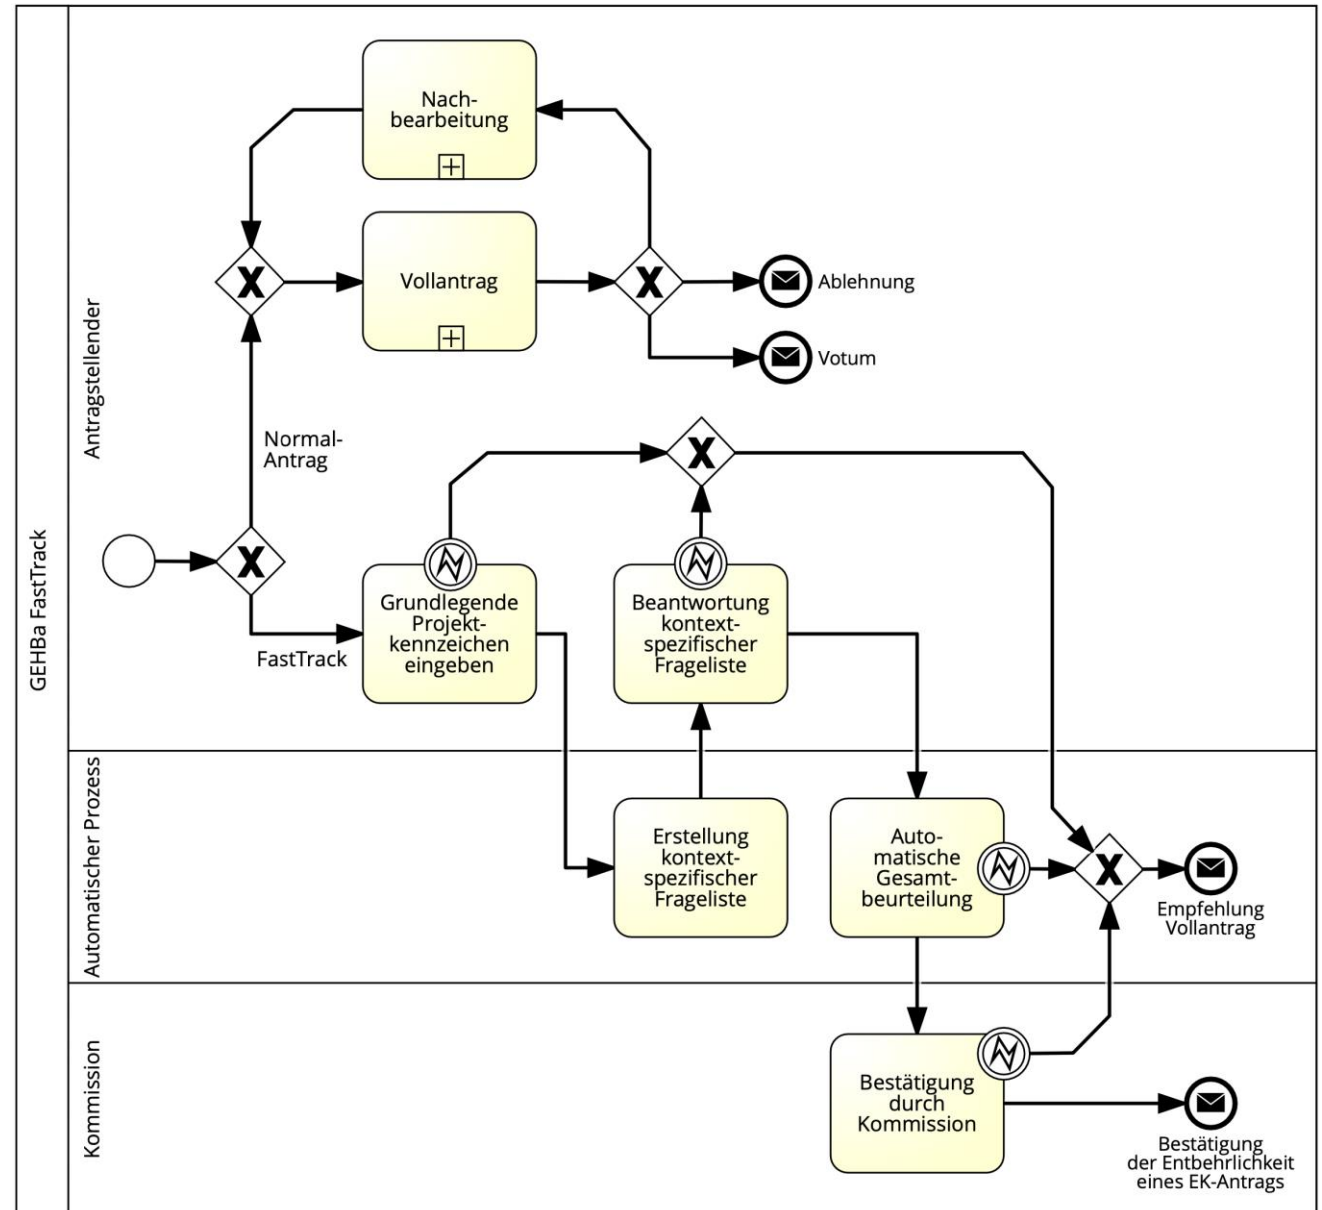 GEHBa FastTrack
Antragstellender
Nach-
bearbeitung
Vollantrag
Ablehnung
Votum
Normal-
Antrag
FastTrack
Grundlegende
Projekt-
kennzeichen
eingeben
Beantwortung
kontext-
spezifischer
Frageliste
Automatischer Prozess
Erstellung
kontext-
spezifischer
Frageliste
Auto-
matische
Gesamt-
beurteilung
Empfehlung
Vollantrag
Kommission
Bestätigung
durch
Kommission
Bestätigung
der Entbehrlichkeit
eines EK-Antrags